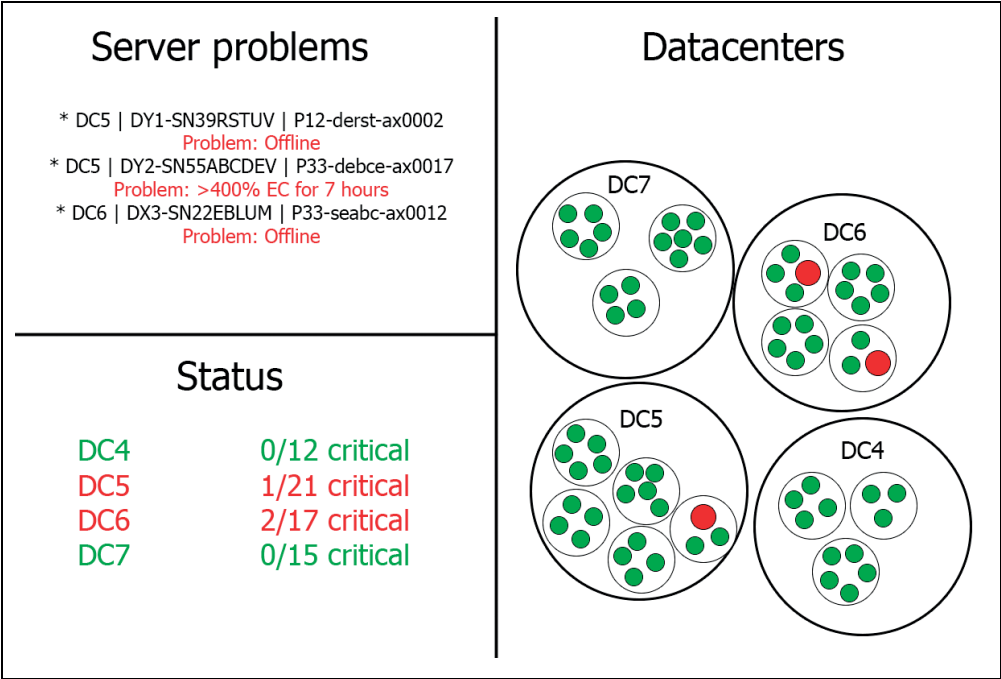 Server problems
* DC5 | DY1-SN39RSTUV | P12-derst-ax0002
Problem: Offline
* DC5 | DY2-SN55ABCDEV | P33-debce-ax0017
Problem: >400% EC for 7 hours
* DC6 | DX3-SN22EBLUM | P33-seabc-ax0012
Problem: Offline
Status
DC4 0/12 critical
DC5 1/21 critical
DC6 2/17 critical
DC7 0/15 critical
Datacenters
DC7
DC6
DC5
DC4